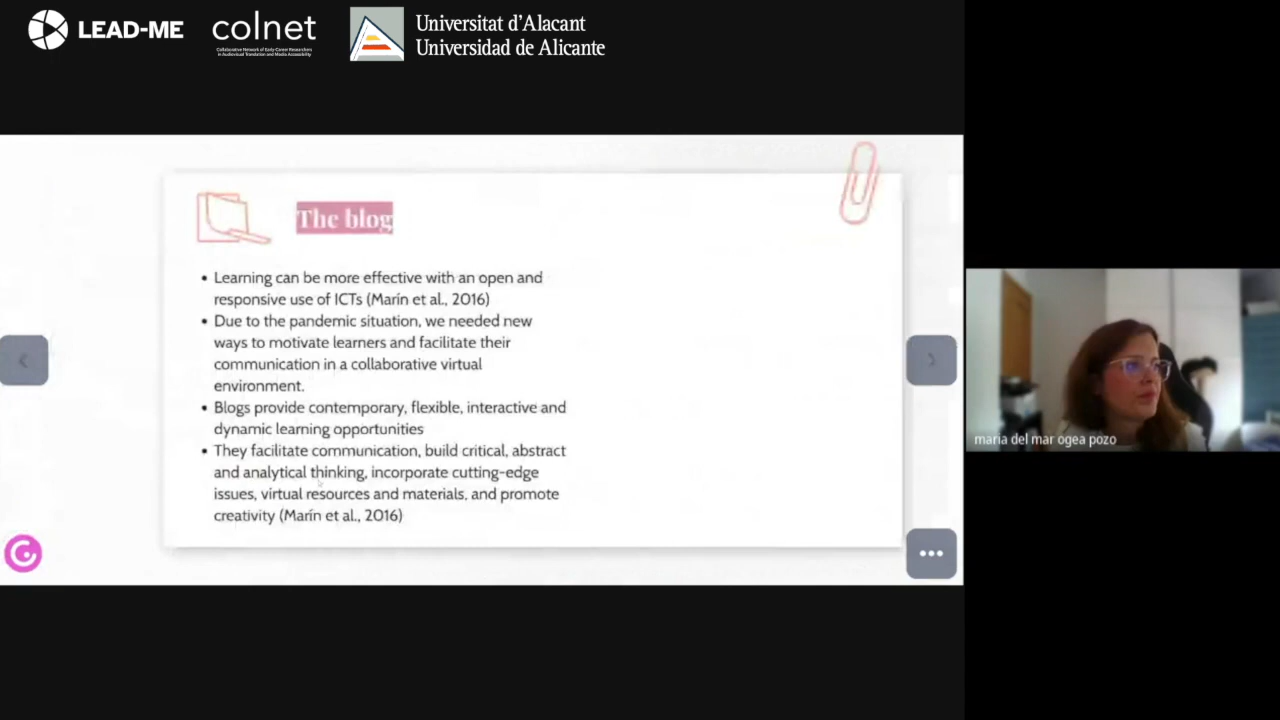 LEAD-ME
colnet
Collaborative Network of Early Career Researchers
in Audiovisual Translation and Media Accessibility
Universitat d'Alacant
Universidad de Alicante
The blog
• Learning can be more effective with an open and
responsive use of ICTs (Marín et al., 2016)
• Due to the pandemic situation, we needed new
ways to motivate learners and facilitate their
communication in a collaborative virtual
environment.
• Blogs provide contemporary, flexible, interactive and
dynamic learning opportunities
• They facilitate communication, build critical, abstract
and analytical thinking, incorporate cutting-edge
issues, virtual resources and materials, and promote
creativity (Marín et al., 2016)
maria del mar ogea pozo